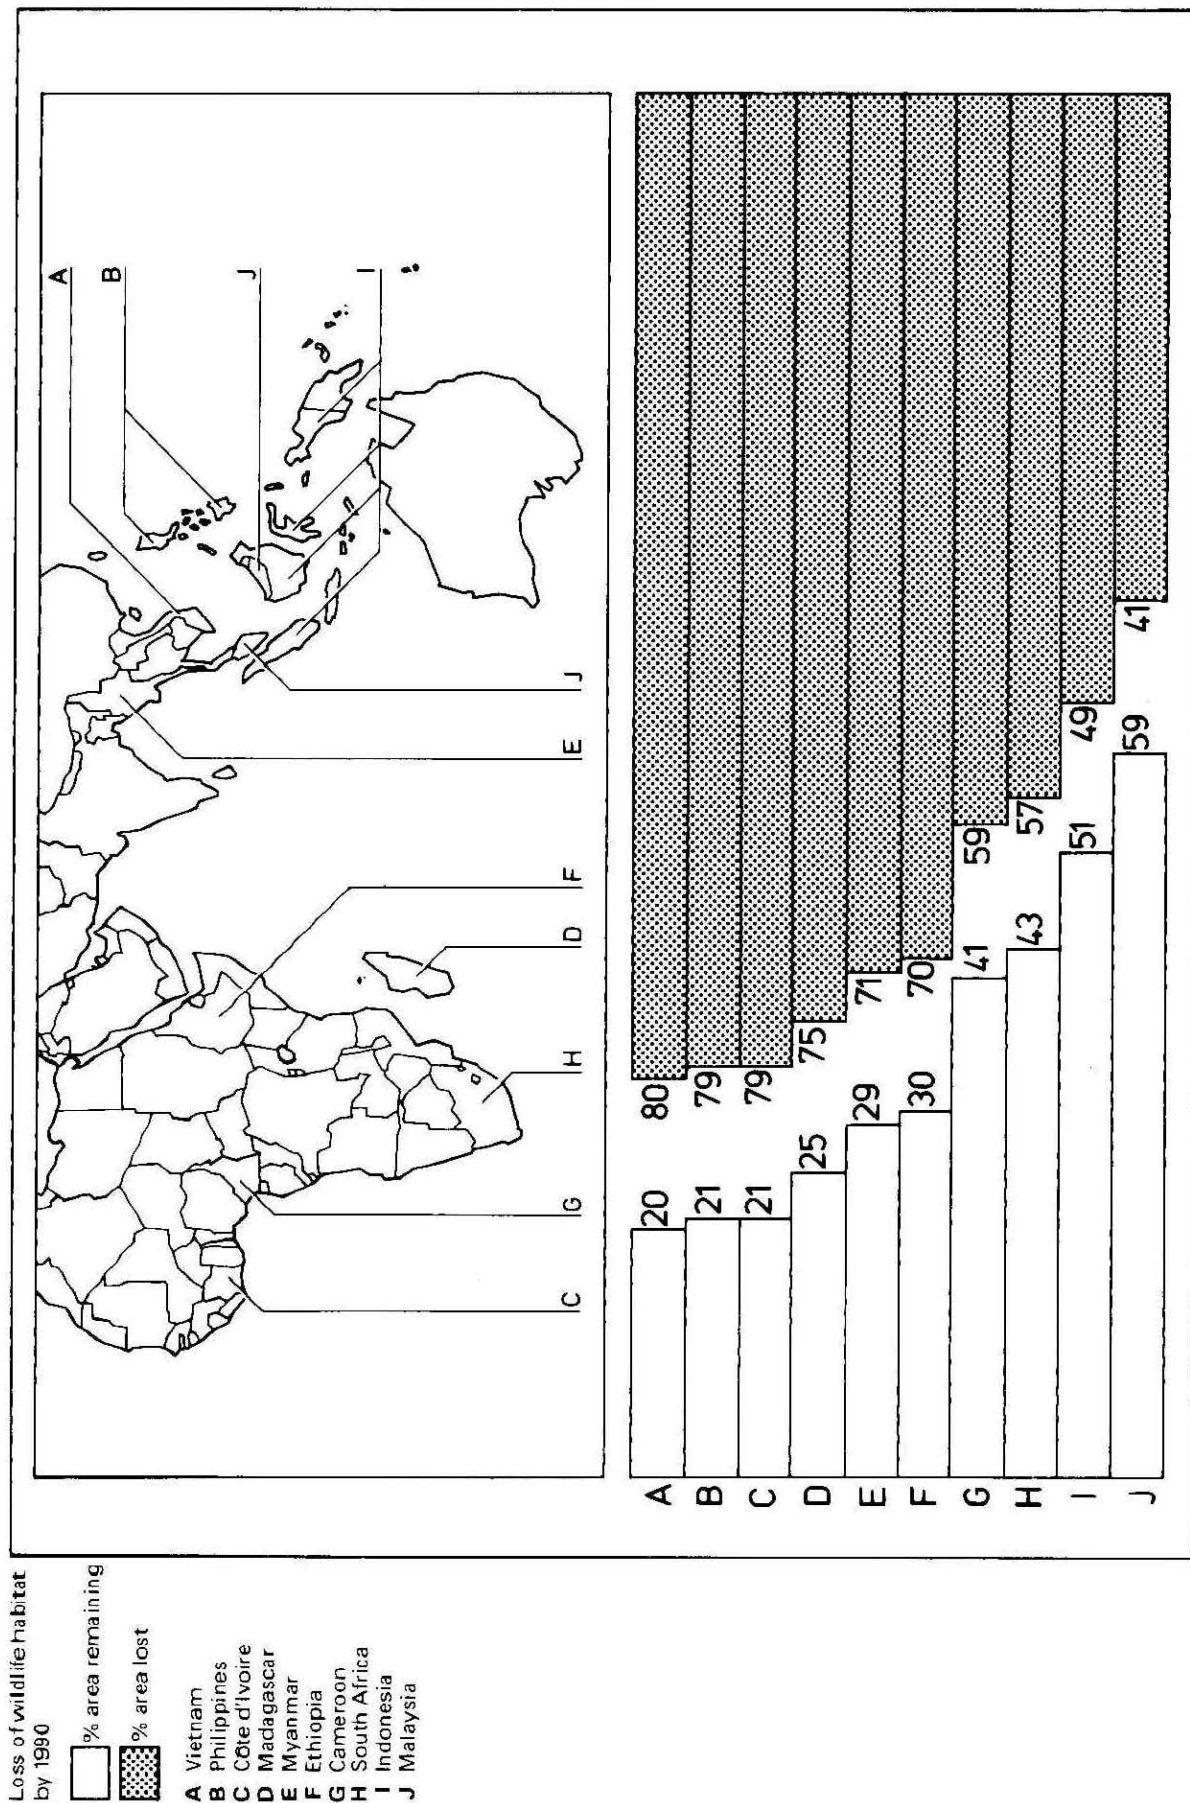 Loss of wildlife habitat
by 1990
% area remaining
% area lost
A Vietnam
B Philippines
C Côte d'Ivoire
D Madagascar
E Myanmar
F Ethiopia
G Cameroon
H South Africa
I Indonesia
J Malaysia
A
B
J
I
C
G
H
D
F
E
J
A 20 80
B 21 79
C 21 79
D 25 75
E 29 71
F 30 70
G 41 59
H 43 57
I 51 49
J 59 41